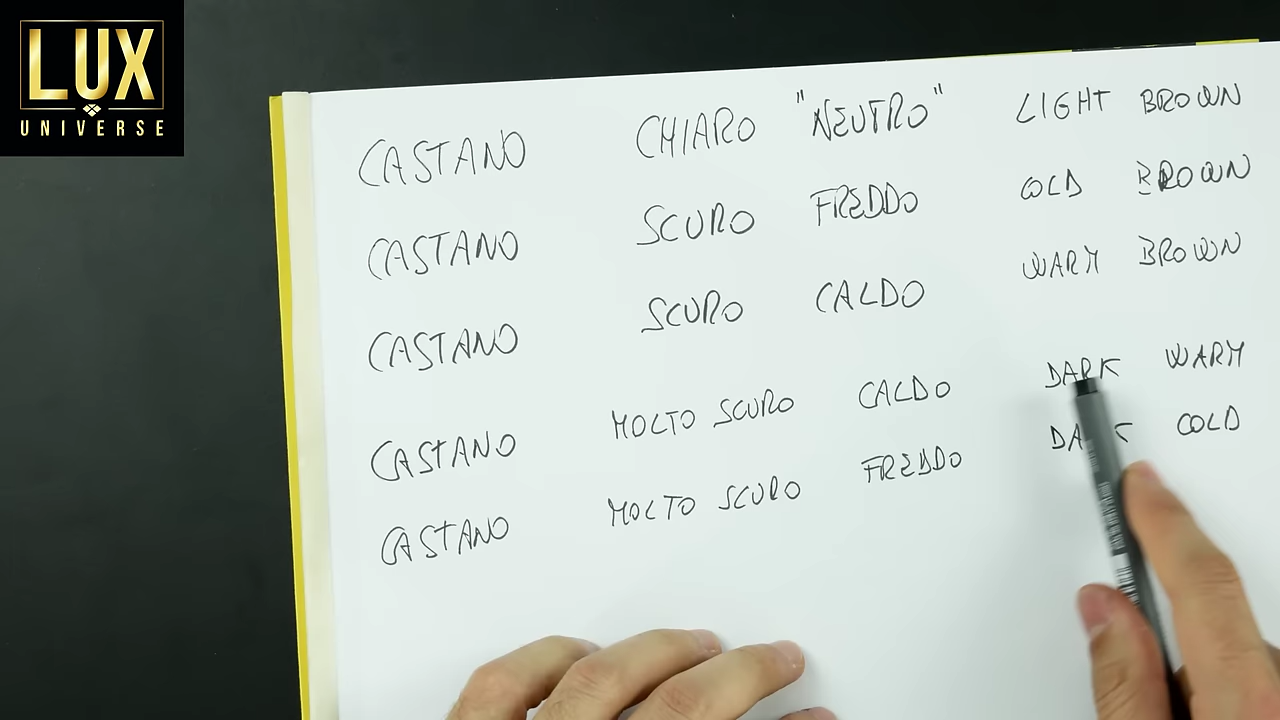 LUX
UNIVERSE
CASTANO CHIARO "NEUTRO" LIGHT BROWN
CASTANO SCURO FREDDO COLD BROWN
CASTANO SCURO CALDO WARM BROWN
CASTANO MOLTO SCURO CALDO DARK WARM
CASTANO MOLTO SCURO FREDDO COLD